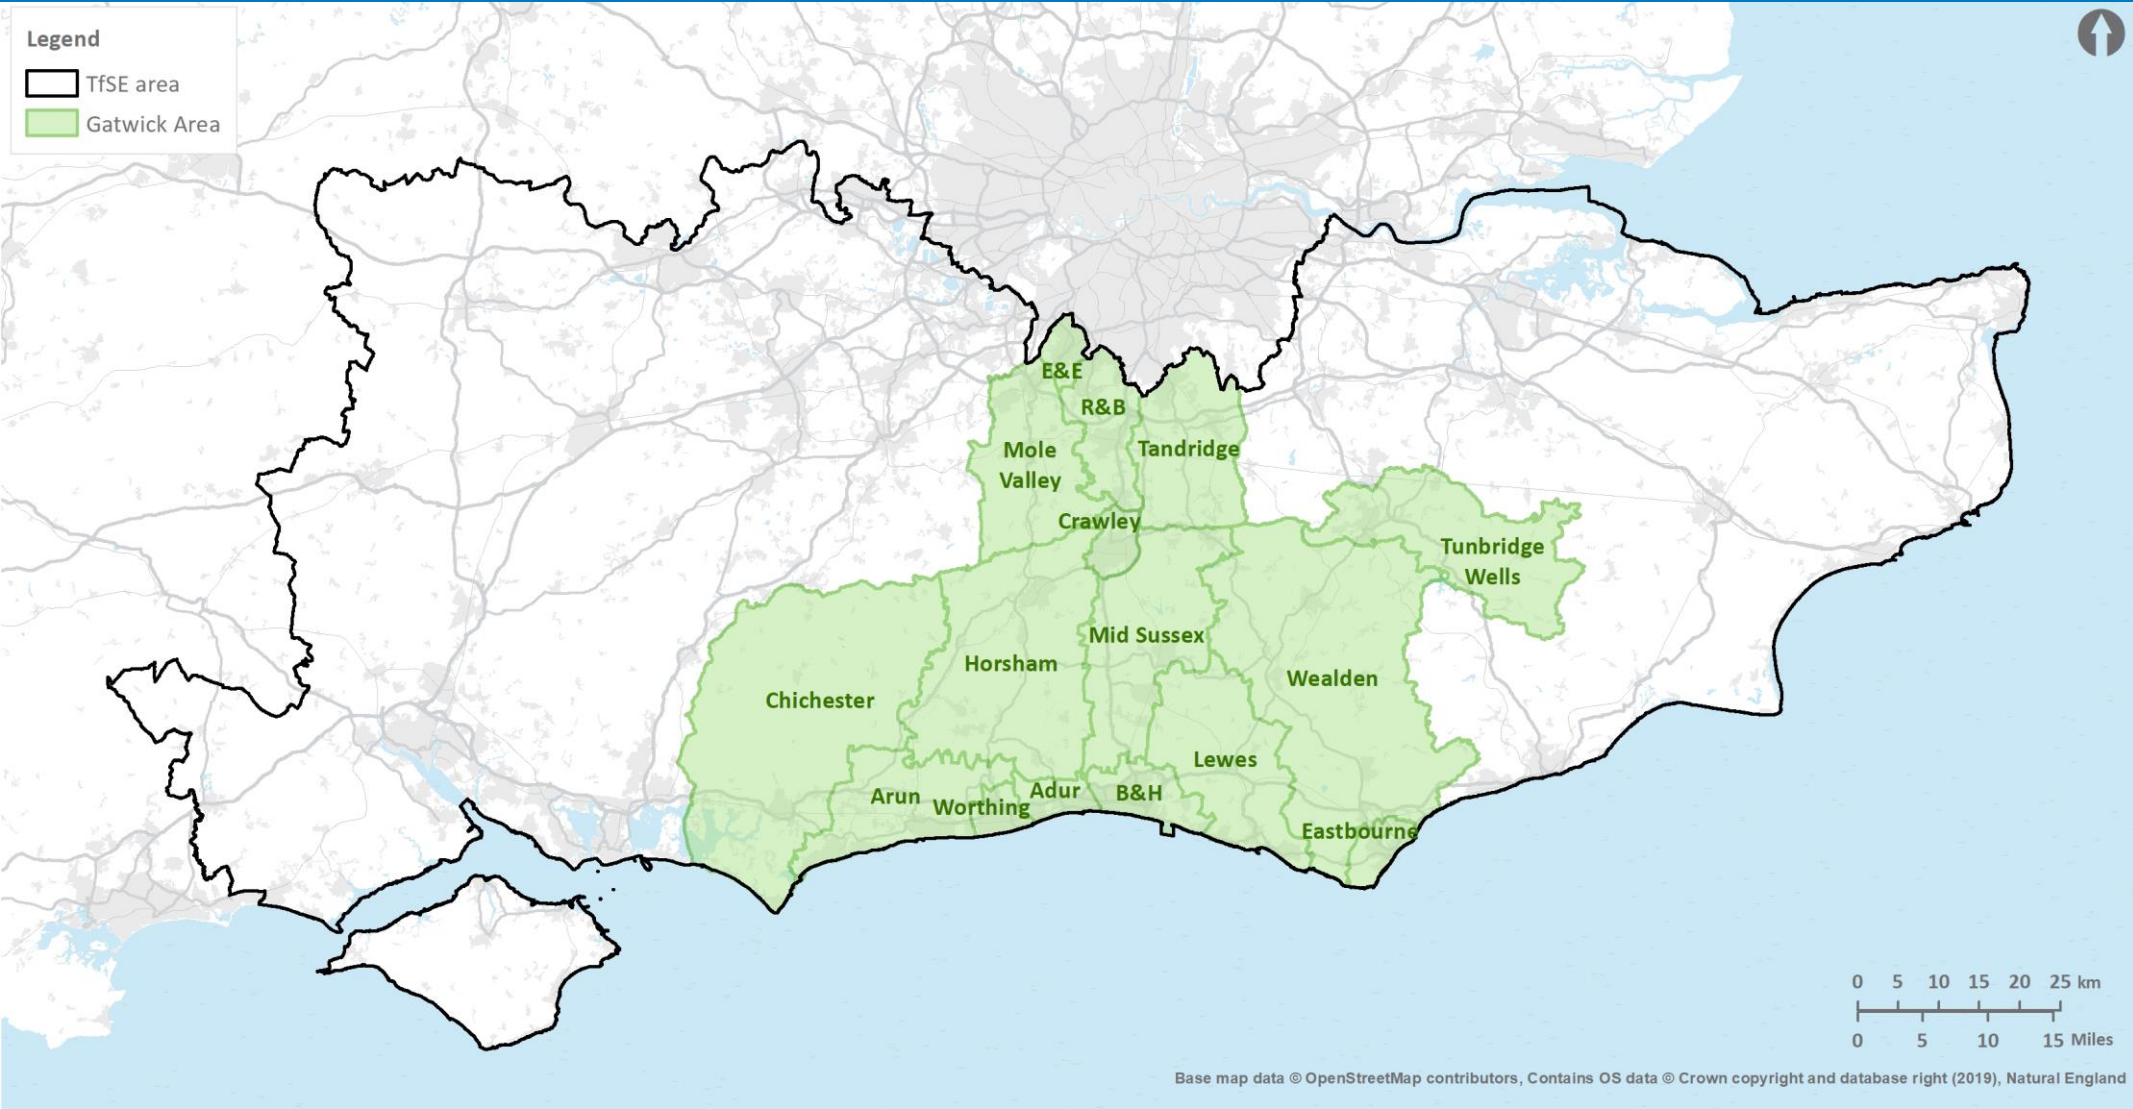 Legend
TfSE area
Gatwick Area
E&E
R&B
Mole
Valley
Tandridge
Crawley
Tunbridge
Wells
Mid Sussex
Horsham
Wealden
Chichester
Lewes
Arun
Worthing
Adur
B&H
Eastbourne
0 5 10 15 20 25 km
0 5 10 15 Miles
Base map data © OpenStreetMap contributors, Contains OS data © Crown copyright and database right (2019), Natural England